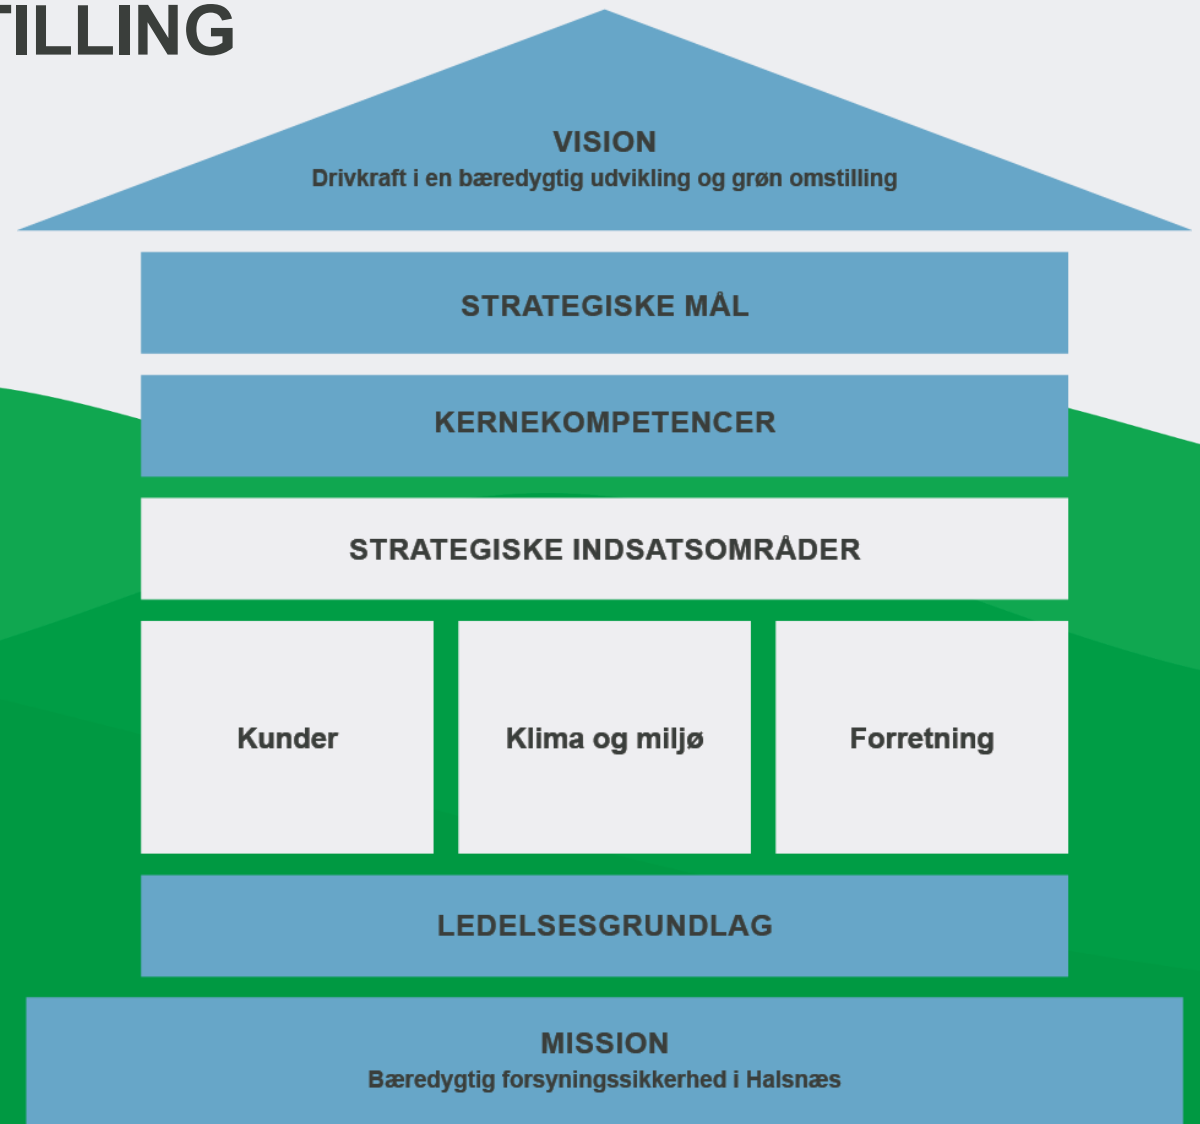 TILLING
VISION
Drivkraft i en bæredygtig udvikling og grøn omstilling
STRATEGISKE MÅL
KERNEKOMPETENCER
STRATEGISKE INDSATSOMRÅDER
Kunder
Klima og miljø
Forretning
LEDELSESGRUNDLAG
MISSION
Bæredygtig forsyningssikkerhed i Halsnæs